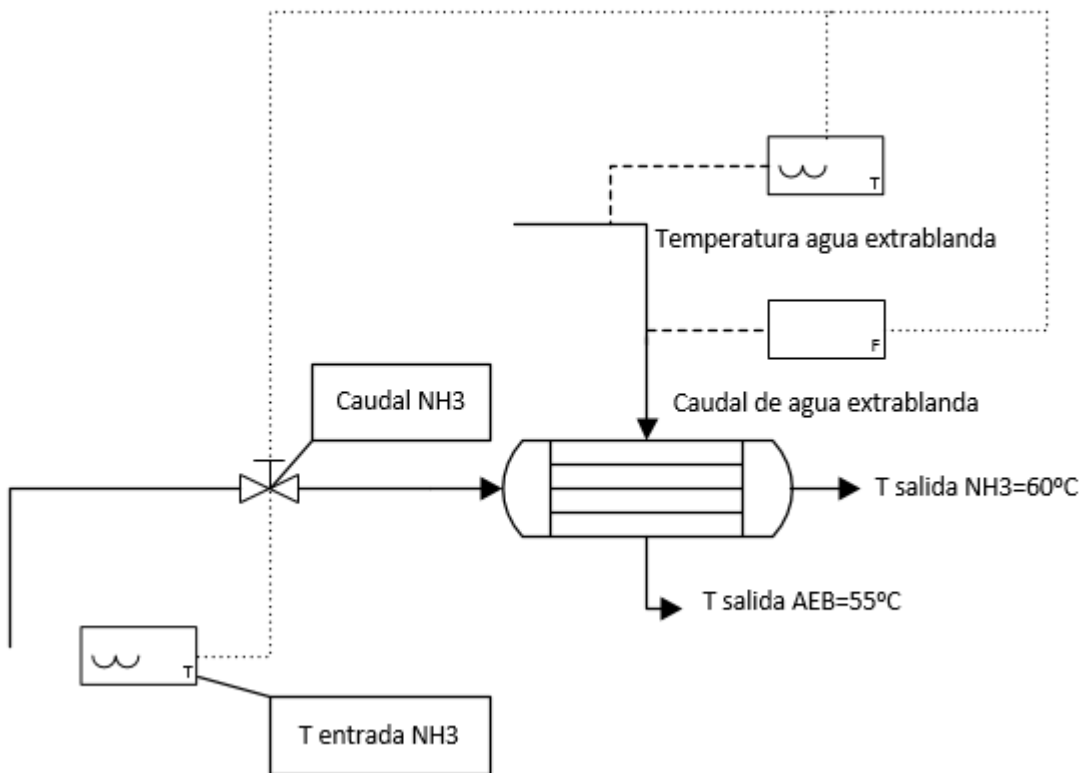 T
Temperatura agua extrablanda
F
Caudal NH3
Caudal de agua extrablanda
T salida NH3=60ºC
T salida AEB=55ºC
T
T entrada NH3